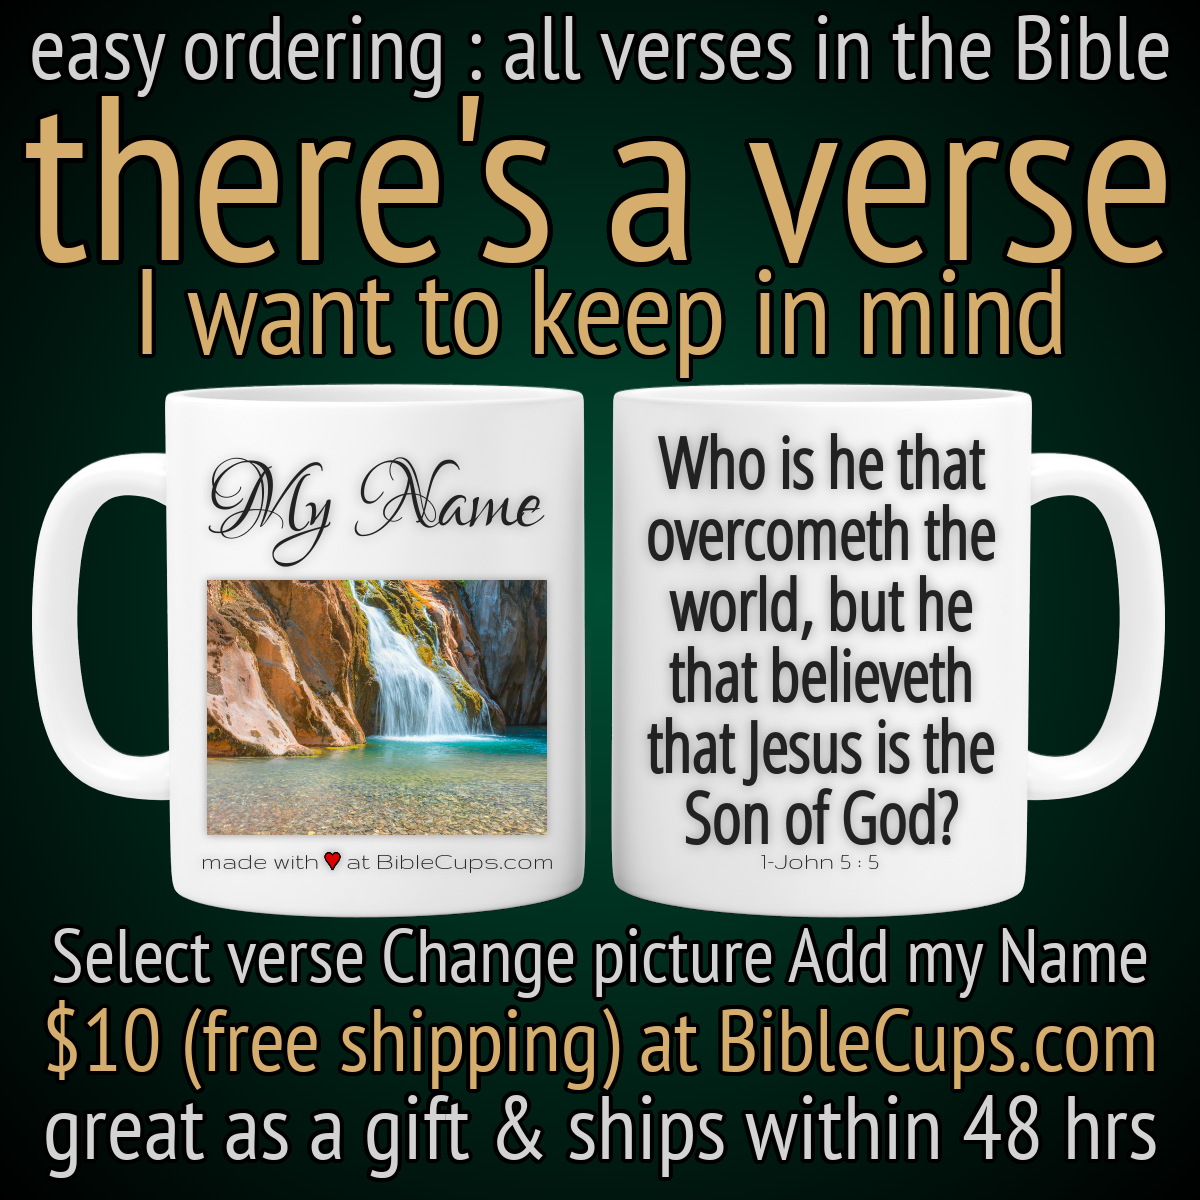 easy ordering : all verses in the Bible
there's a verse
I want to keep in mind
My Name
made with ♥ at BibleCups.com
Who is he that
overcometh the
world, but he
that believeth
that Jesus is the
Son of God?
1-John 5 : 5
Select verse Change picture Add my Name
$10 (free shipping) at BibleCups.com
great as a gift & ships within 48 hrs